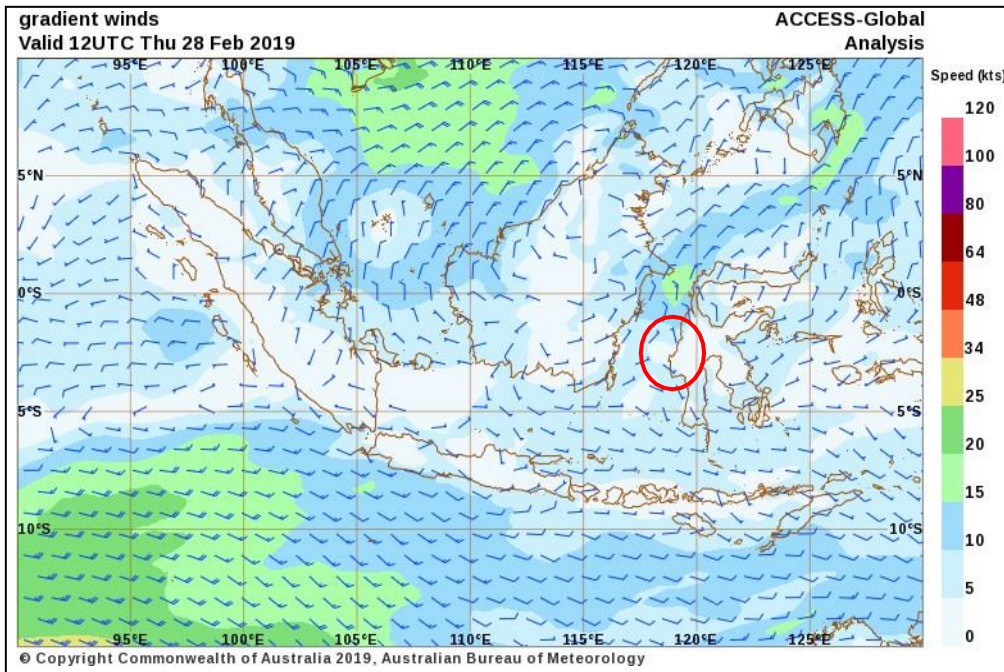 gradient winds
ACCESS-Global
Valid 12UTC Thu 28 Feb 2019
Analysis
95°E 100°E 105°E 110°E 115°E 120°E 125°E
Speed (kts)
120
100
80
64
48
34
25
20
15
10
5
0
5°N
0°S 0°S
5°S 5°S
10°S 10°S
95°E 100°E 105°E 110°E 115°E 120°E 125°E
© Copyright Commonwealth of Australia 2019, Australian Bureau of Meteorology